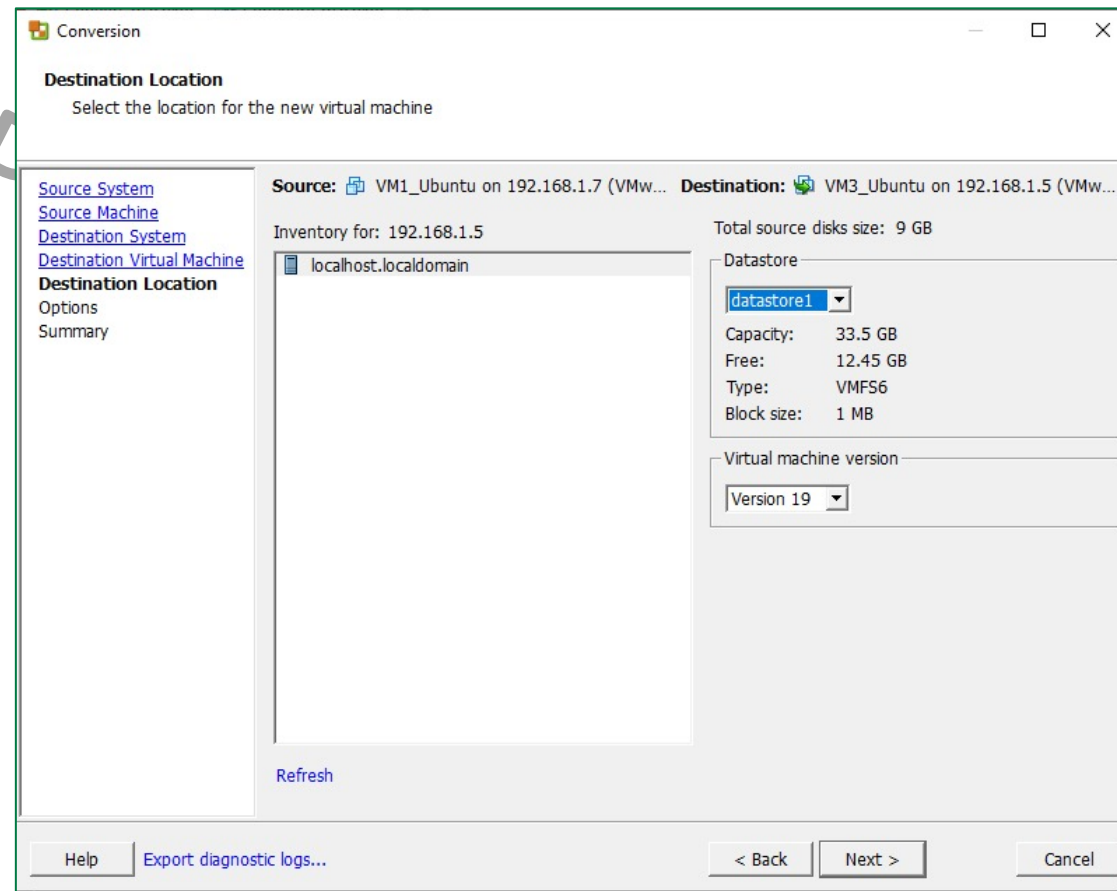 Conversion
Destination Location
Select the location for the new virtual machine
Source System
Source Machine
Destination System
Destination Virtual Machine
Destination Location
Options
Summary
Source: VM1_Ubuntu on 192.168.1.7 (VMw... Destination: VM3_Ubuntu on 192.168.1.5 (VMw...
Inventory for: 192.168.1.5
localhost.localdomain
Refresh
Total source disks size: 9 GB
Datastore
datastore1
Capacity: 33.5 GB
Free: 12.45 GB
Type: VMFS6
Block size: 1 MB
Virtual machine version
Version 19
Help Export diagnostic logs... < Back Next > Cancel